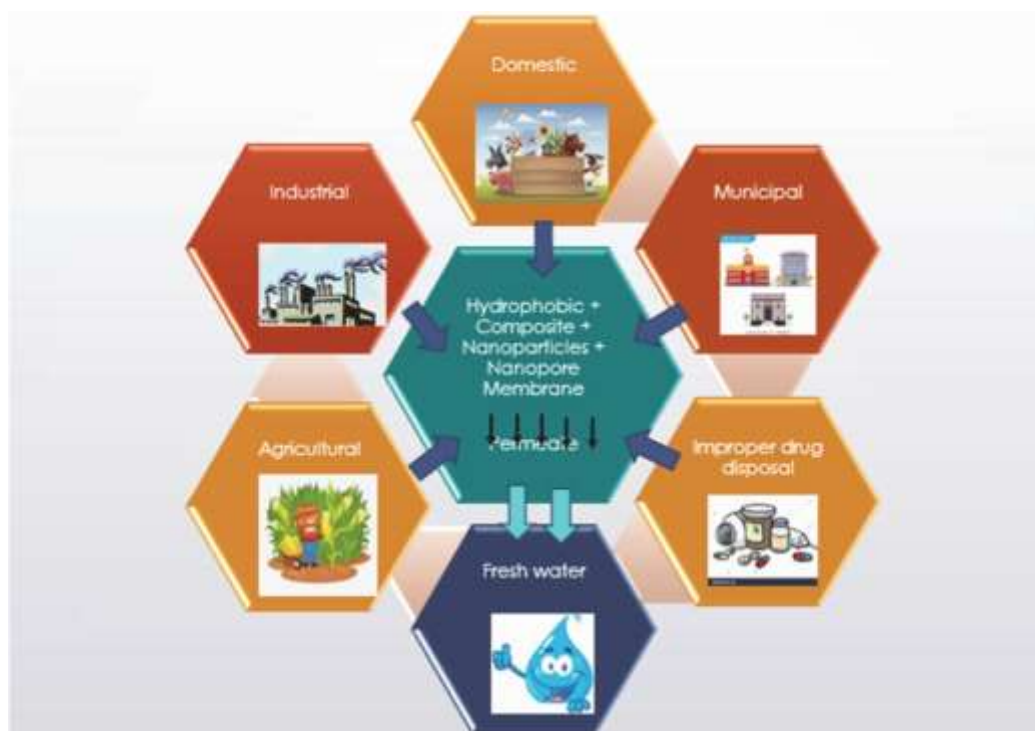 Domestic
Industrial
Municipal
Hydrophobic +
Composite +
Nanoparticles +
Nanopore
Membrane
Permeate
Agricultural
Improper drug
disposal
Fresh water